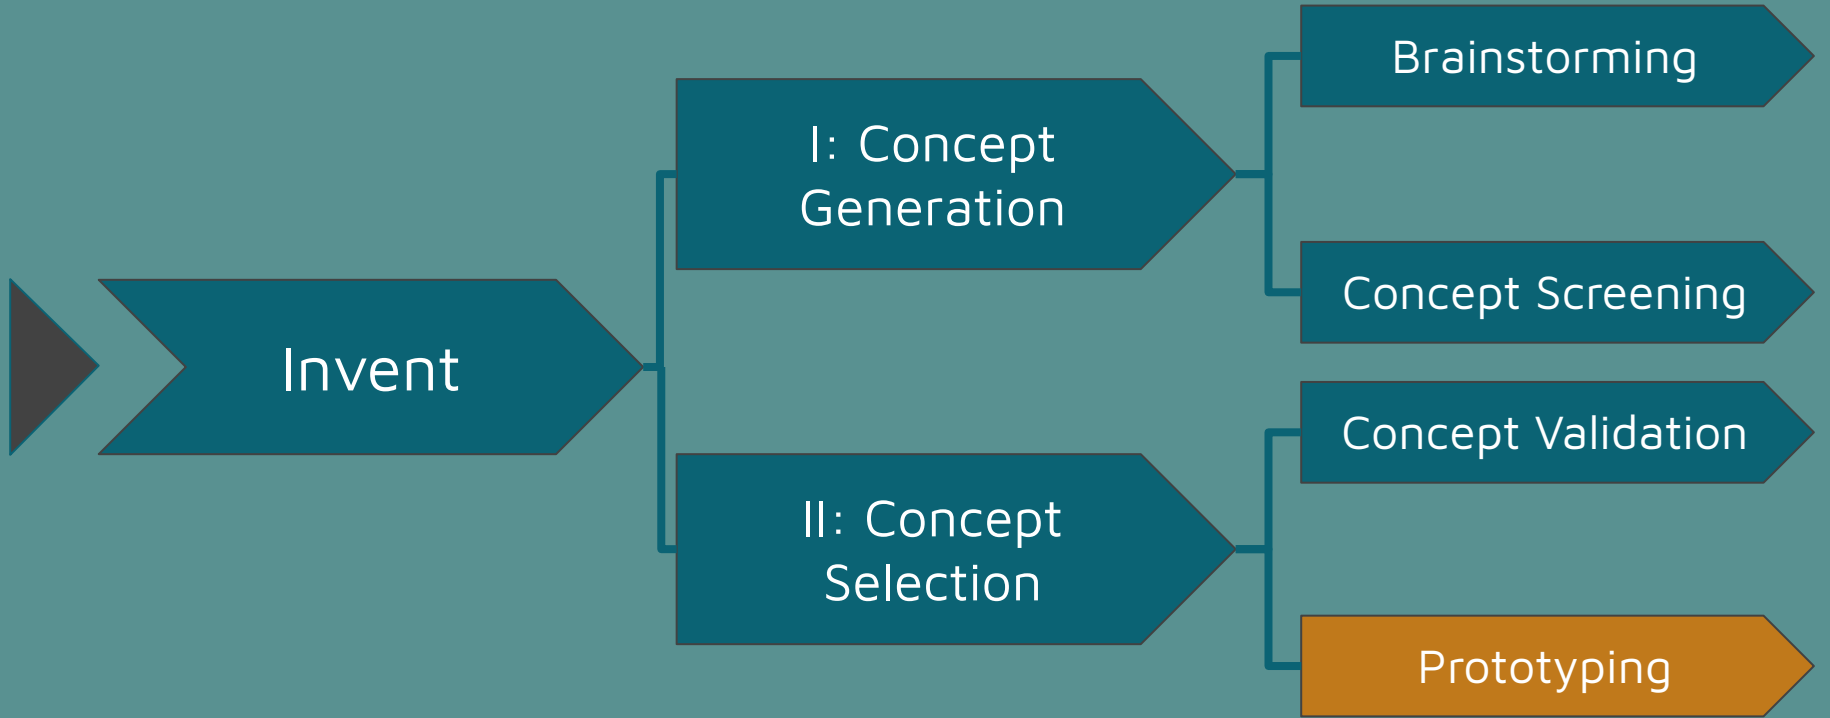 Invent
I: Concept
Generation
Brainstorming
Concept Screening
II: Concept
Selection
Concept Validation
Prototyping